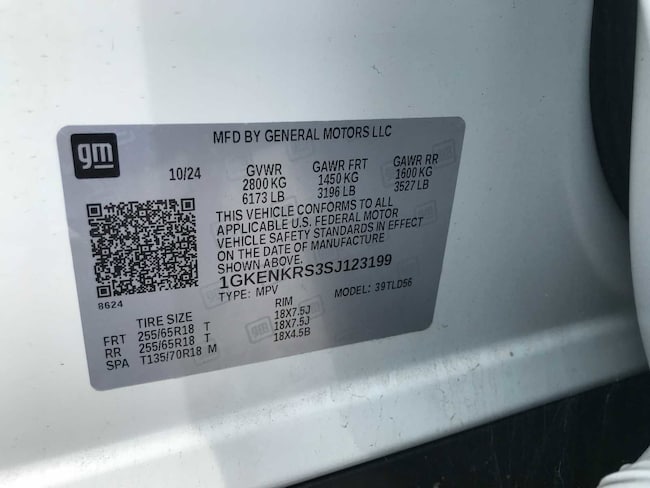 MFD BY GENERAL MOTORS LLC
gm
10/24 GVWR GAWR FRT GAWR RR
2800 KG 1450 KG 1600 KG
6173 LB 3196 LB 3527 LB
THIS VEHICLE CONFORMS TO ALL
APPLICABLE U.S. FEDERAL MOTOR
VEHICLE SAFETY STANDARDS IN EFFECT
ON THE DATE OF MANUFACTURE
SHOWN ABOVE.
1GKENKRS3SJ123199
TYPE: MPV MODEL: 39TLD56
8624
TIRE SIZE RIM
FRT 255/65R18 T 18X7.5J
RR 255/65R18 T 18X7.5J
SPA T135/70R18 M 18X4.5B